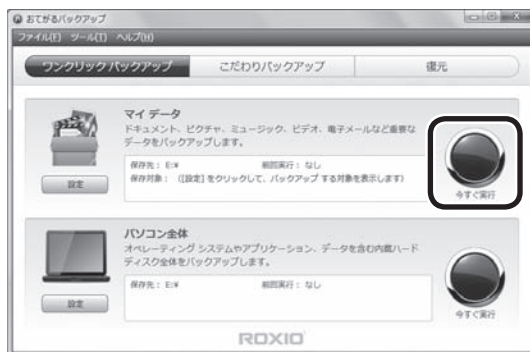 おてがるバックアップ
ファイル(F) ツール(T) ヘルプ(H)
ワンクリック バックアップ こだわりバックアップ 復元
マイ データ
ドキュメント、ピクチャ、ミュージック、ビデオ、電子メールなど重要な
データをバックアップします。
保存先： E:¥ 前回実行： なし
保存対象： （[設定] をクリックして、バックアップ する対象を表示します）
設定
今すぐ実行
パソコン全体
オペレーティング システムやアプリケーション、データを含む内蔵ハード
ディスク全体をバックアップします。
保存先： E:¥ 前回実行： なし
設定
今すぐ実行
ROXIO